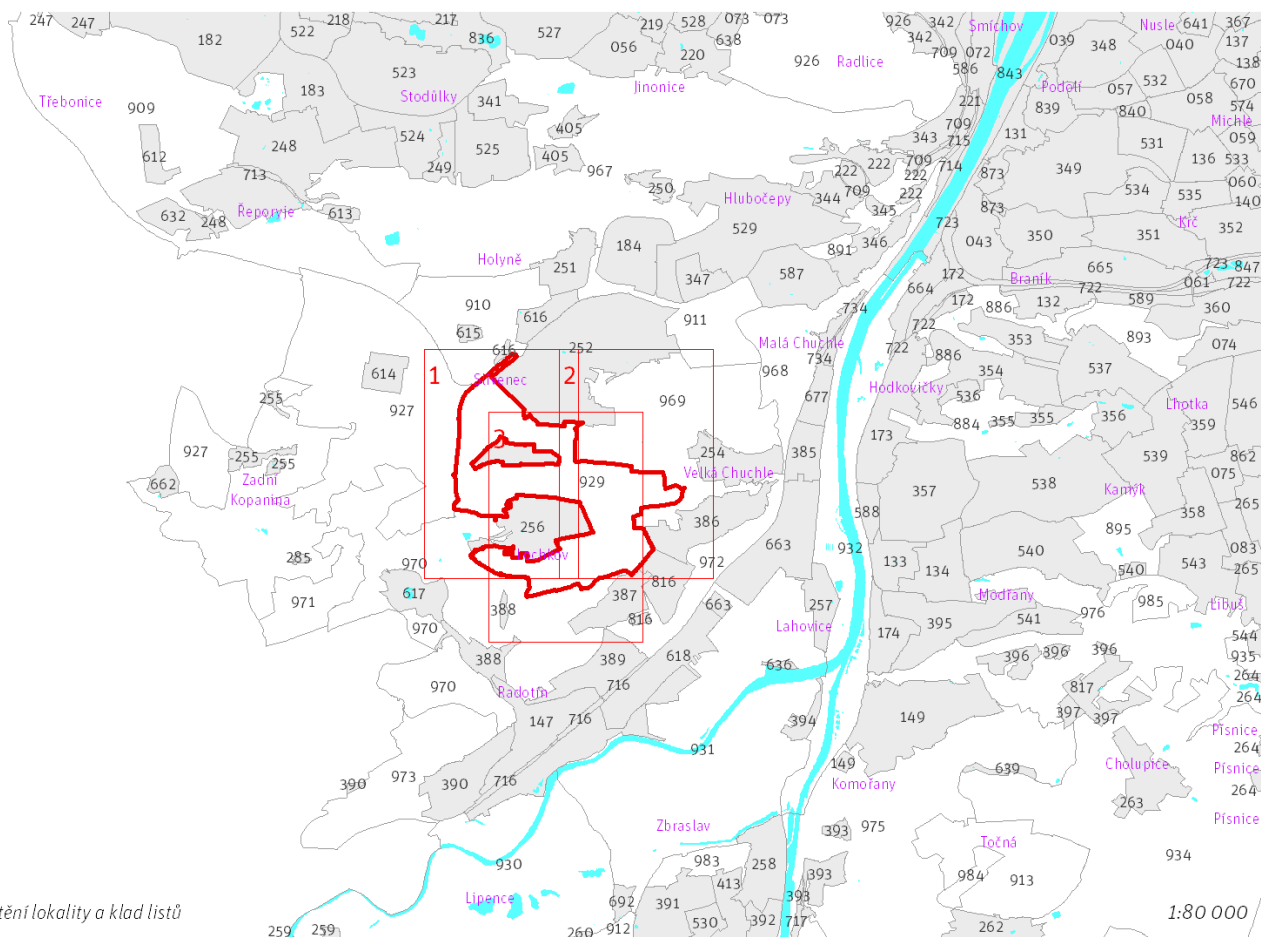 247 247 218 217 219 528 073 073 926 342 Smíchov Nusle 641 367
182 522 836 527 056 220 638 342 039 348 040 137
926 Radlice 709 072 138
523 586 843 532 670
Třebonice 909 183 Stodůlky 341 Jinonice 221 Podolí 057 058
839 840 574
405 709 131 Michle
612 248 524 525 343 715 531 059
249 405 967 222 222 709 714 349 136 533
713 222 873 060
632 248 Řeporyje 613 250 Hlubočepy 344 709 222 534 535 140
345 873
529 723 Krč
184 891 346 043 350 351 352
Holyně 251 347 587 172 Braník 665 723 847
664 722 061 722
910 616 911 734 172 886 132 589 360
615 722 353 893
616 252 Malá Chuchle 722 886 074
614 1 Slivenec 2 734 968 354 537
255 Hodkovičky 536
927 969 677 884 355 355 356 Lhotka 546
3 173 359
927 255 255 254 385 539 862
Zadní Kopanina Velká Chuchle 075
662 929 357 538 Kamýk
256 386 588 358 265
895
285 970 Lochkov 663 932 540 083
972 133 134 540 543 265
971 617 388 387 816 257 Modřany 985 Libuš
663 976
970 816 Lahovice 174 395 541 544
388 389 618 636 396 396 396 935
970 Radotín 716 817 264
147 716 394 149 397 397 264
931 Písnice
390 973 390 716 149 639 Cholupice 264
Komořany Písnice
263 264
Zbraslav 393 975 Točná Písnice
930 983 258 934
413 393 984 913
Lipence 692 391 393
tění lokality a klad listů 1:80 000
259 259 260 912 530 392 717 262